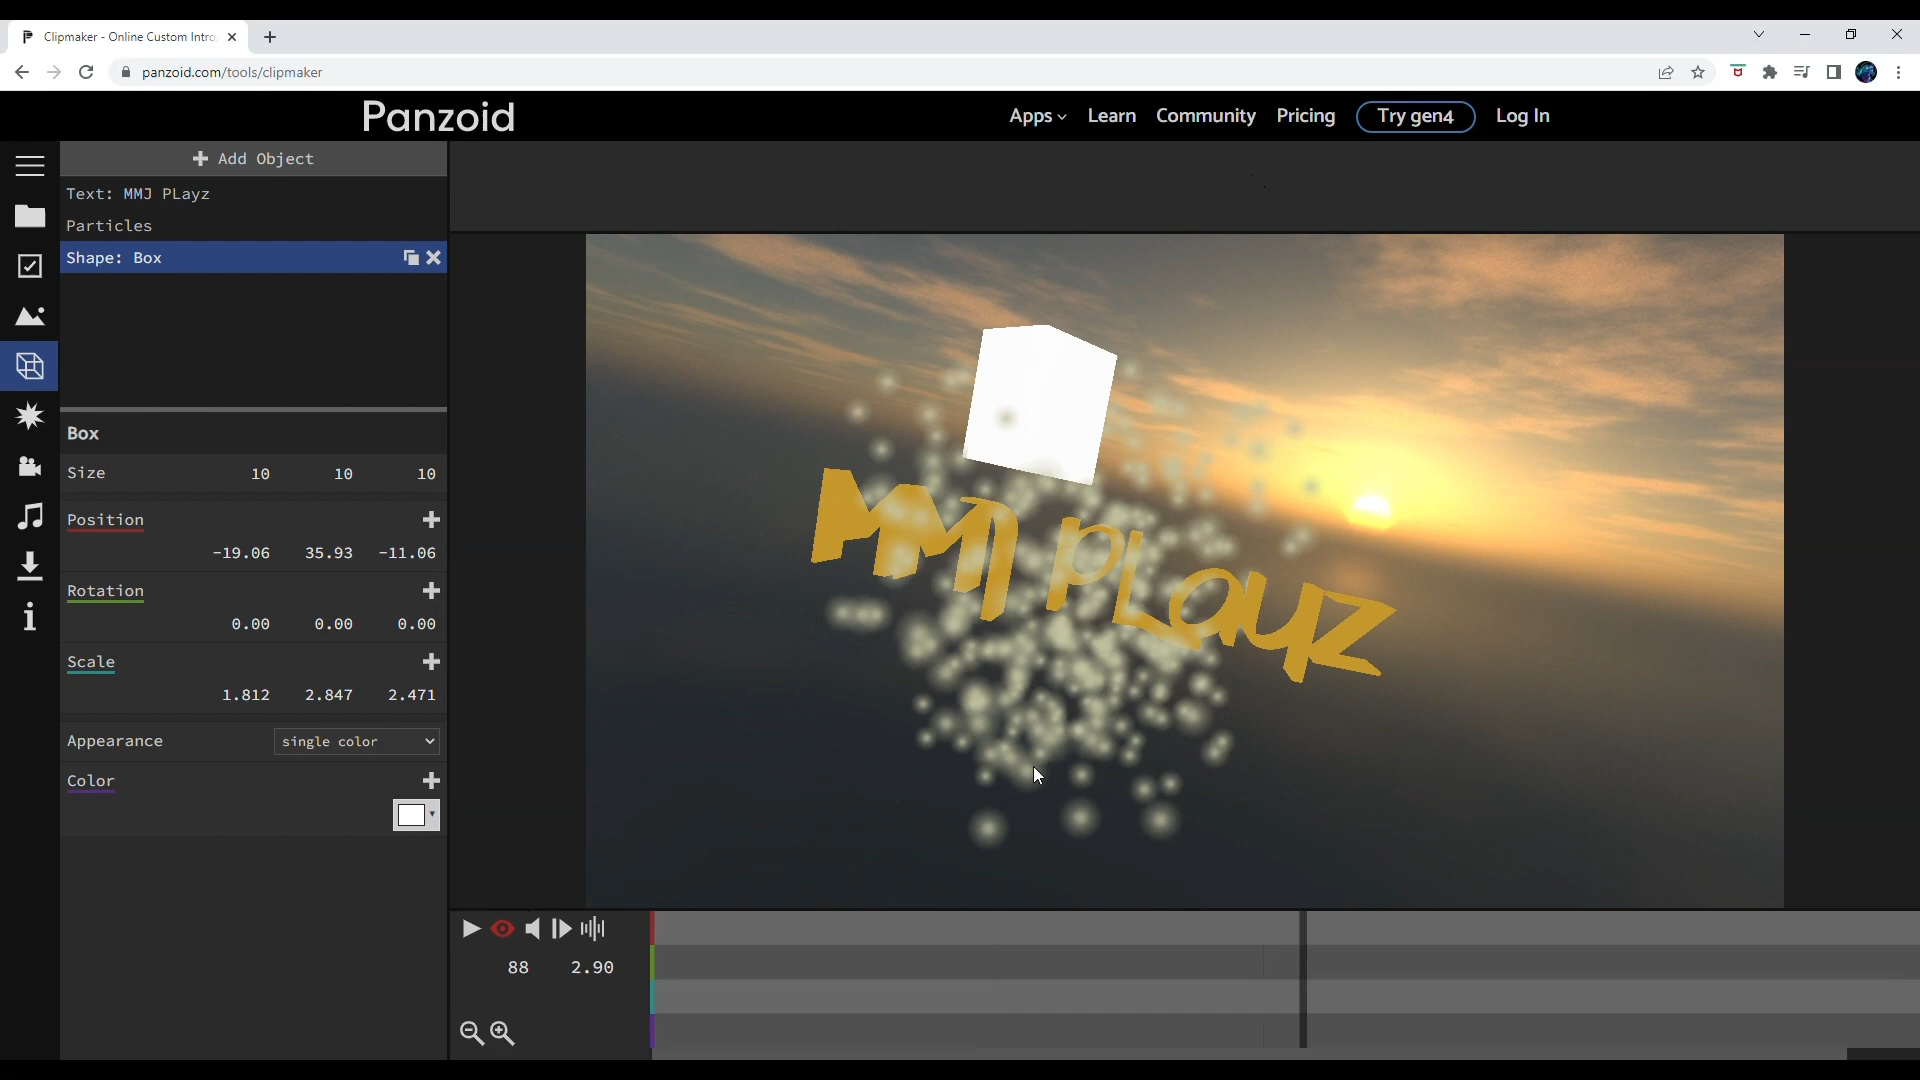 Clipmaker - Online Custom Intro
panzoid.com/tools/clipmaker
Panzoid
Apps Learn Community Pricing Try gen4 Log In
Add Object
Text: MMJ PLayz
Particles
Shape: Box
Box
Size 10 10 10
Position
-19.06 35.93 -11.06
Rotation
0.00 0.00 0.00
Scale
1.812 2.847 2.471
Appearance single color
Color
MMJ PLayz
88 2.90